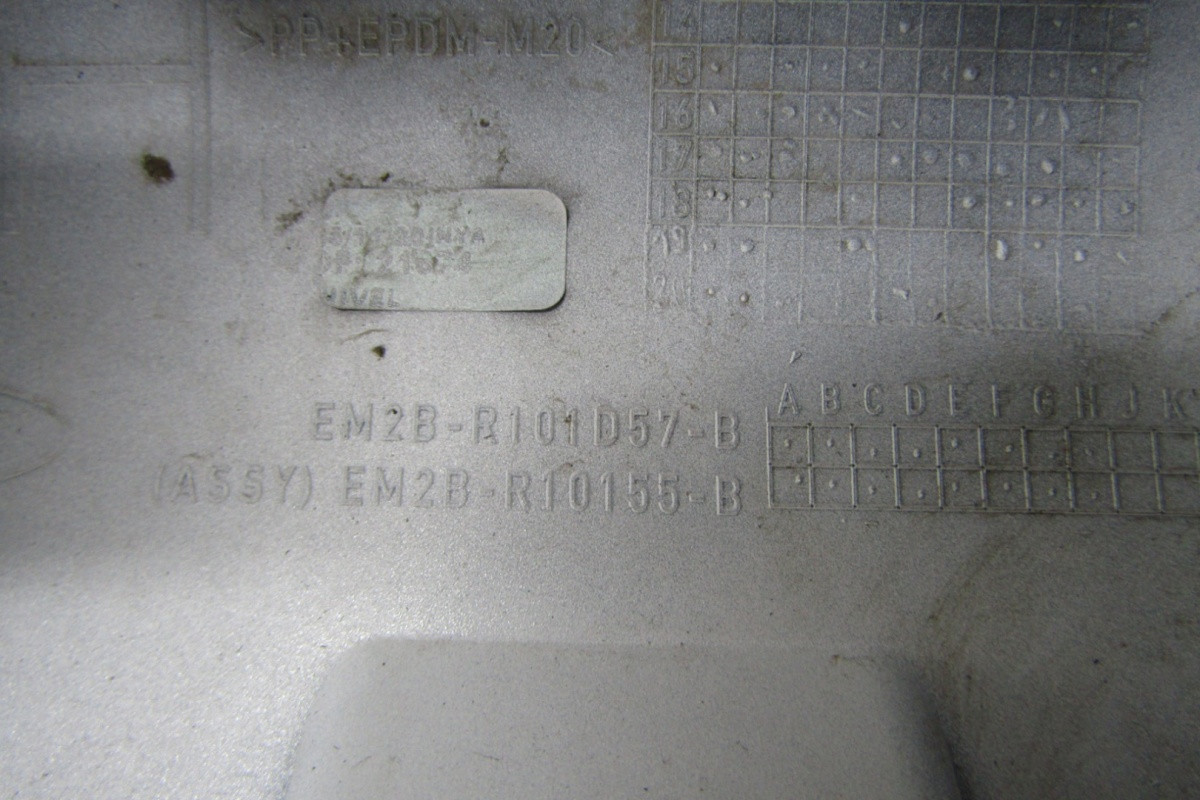 >PP+EPDM-M20<
14
15
16
17
18
19
20
EM2B-R101D57-B
(ASSY) EM2B-R10155-B
A B C D E F G H J K